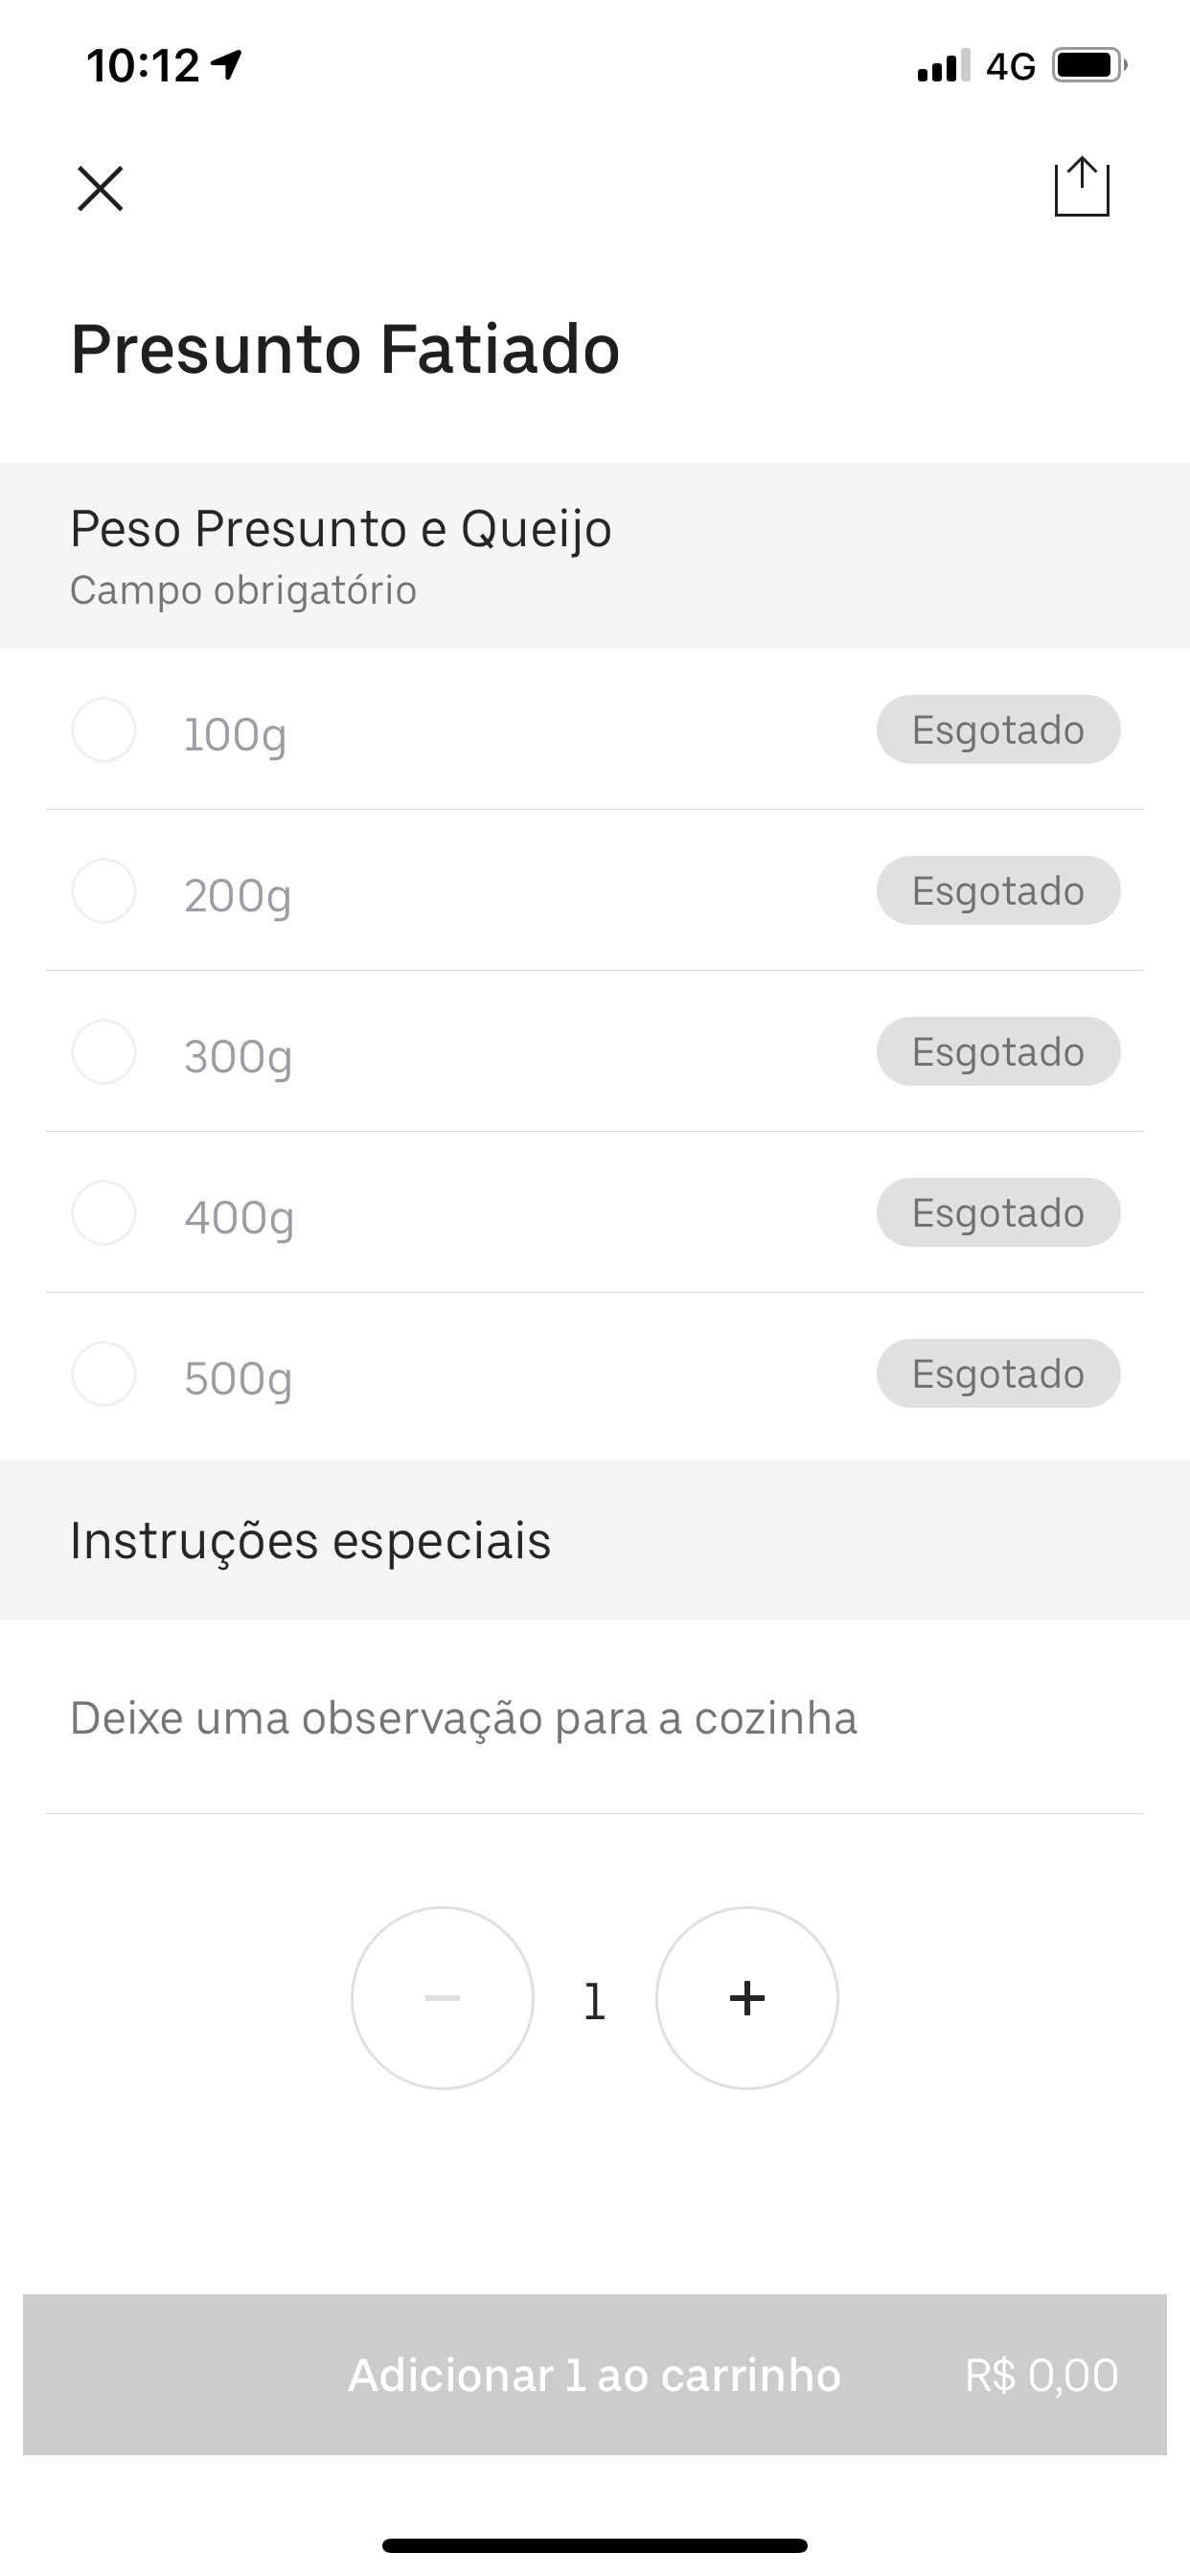 10:12
4G
Presunto Fatiado
Peso Presunto e Queijo
Campo obrigatório
100g Esgotado
200g Esgotado
300g Esgotado
400g Esgotado
500g Esgotado
Instruções especiais
Deixe uma observação para a cozinha
1
Adicionar 1 ao carrinho R$ 0,00